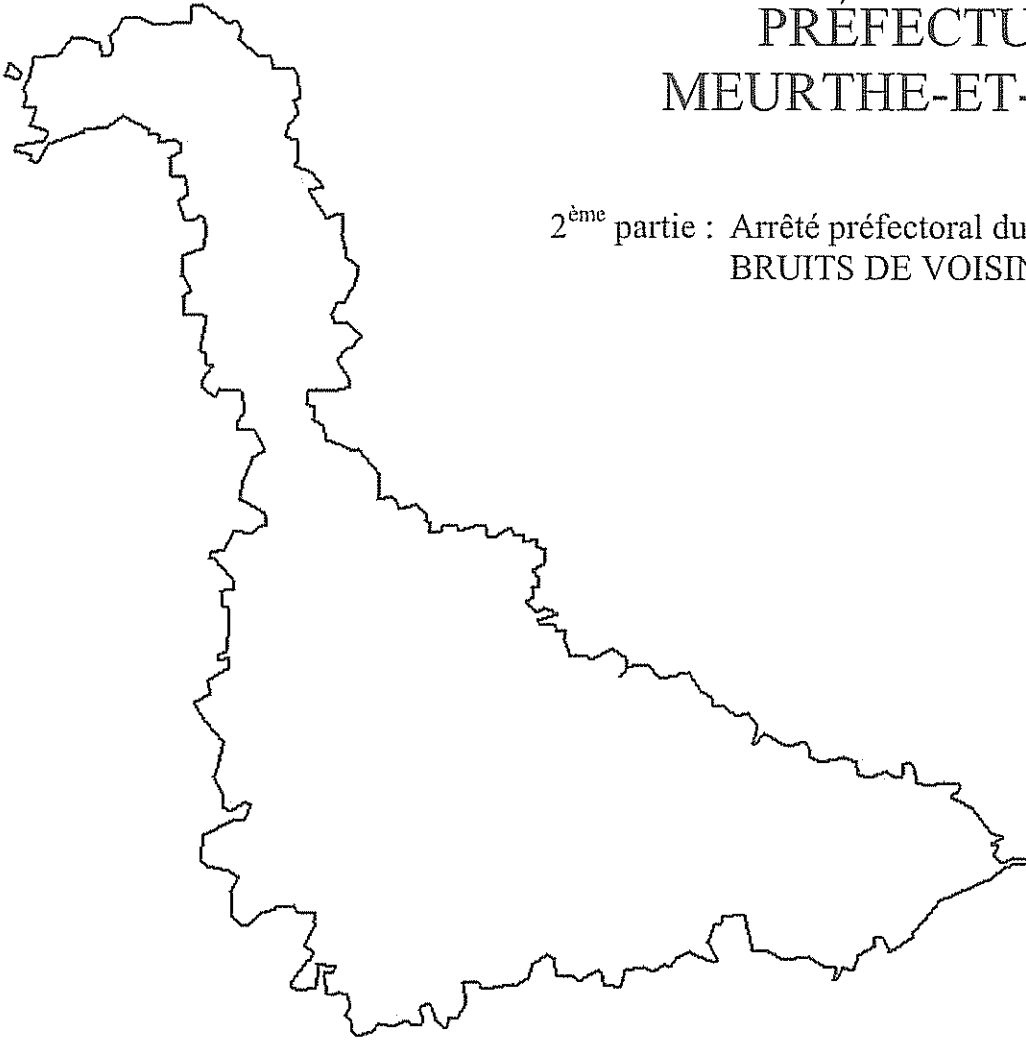 PRÉFECTU
MEURTHE-ET-
2ème partie : Arrêté préfectoral du
BRUITS DE VOISIN